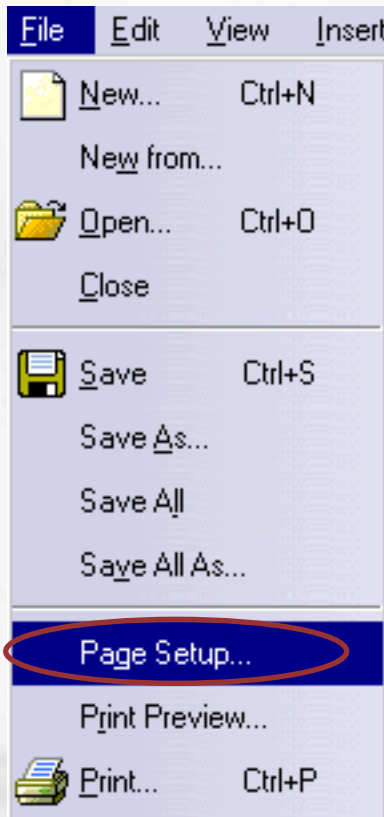 File Edit View Insert
New... Ctrl+N
New from...
Open... Ctrl+O
Close
Save Ctrl+S
Save As...
Save All
Save All As...
Page Setup...
Print Preview...
Print... Ctrl+P